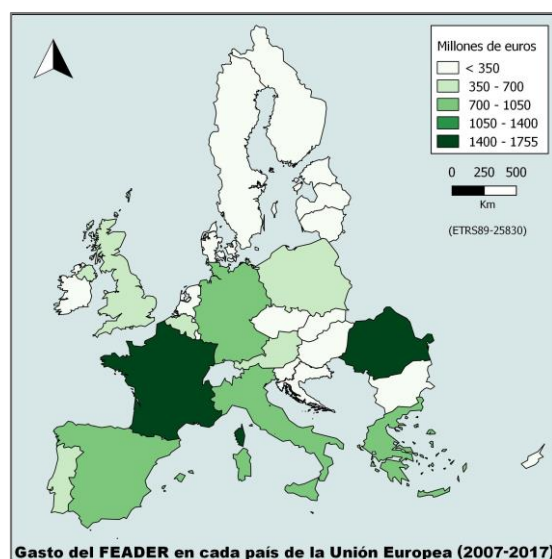 Millones de euros
< 350
350 - 700
700 - 1050
1050 - 1400
1400 - 1755
0 250 500
Km
(ETRS89-25830)
Gasto del FEADER en cada país de la Unión Europea (2007-2017)